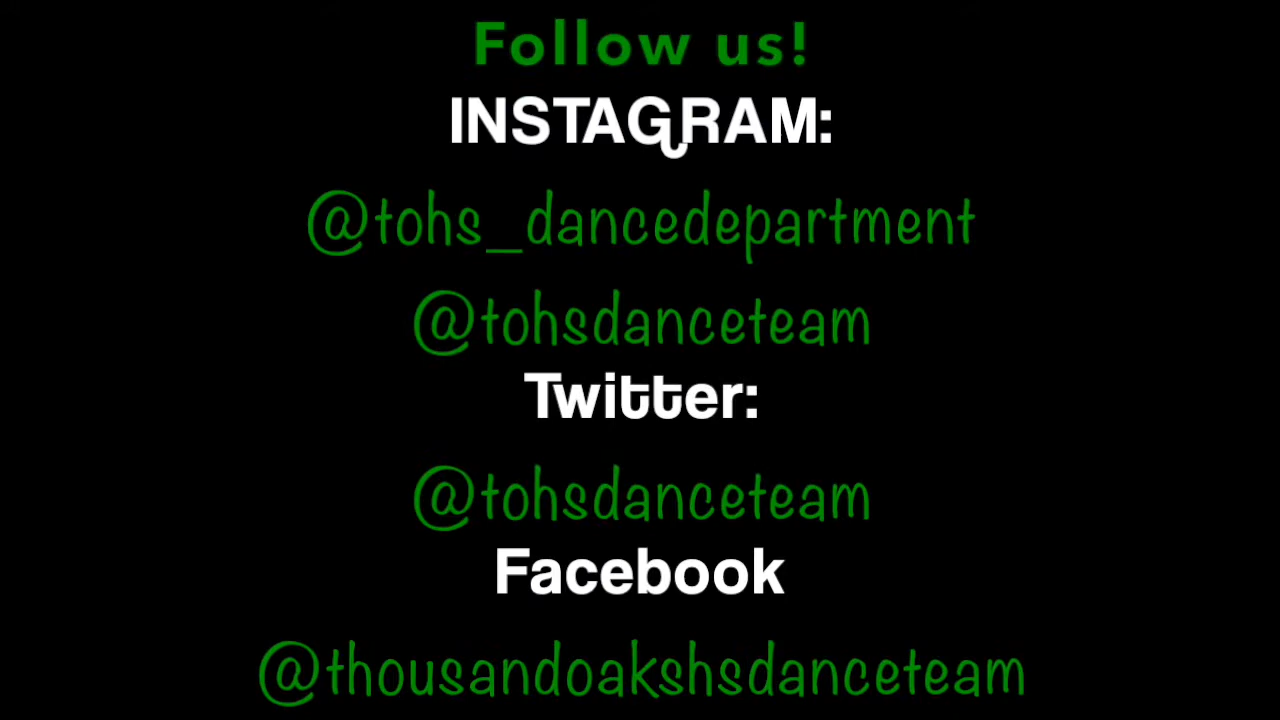 Follow us!
INSTAGRAM:
@tohs_dancedepartment
@tohsdanceteam
Twitter:
@tohsdanceteam
Facebook
@thousandoakshsdanceteam